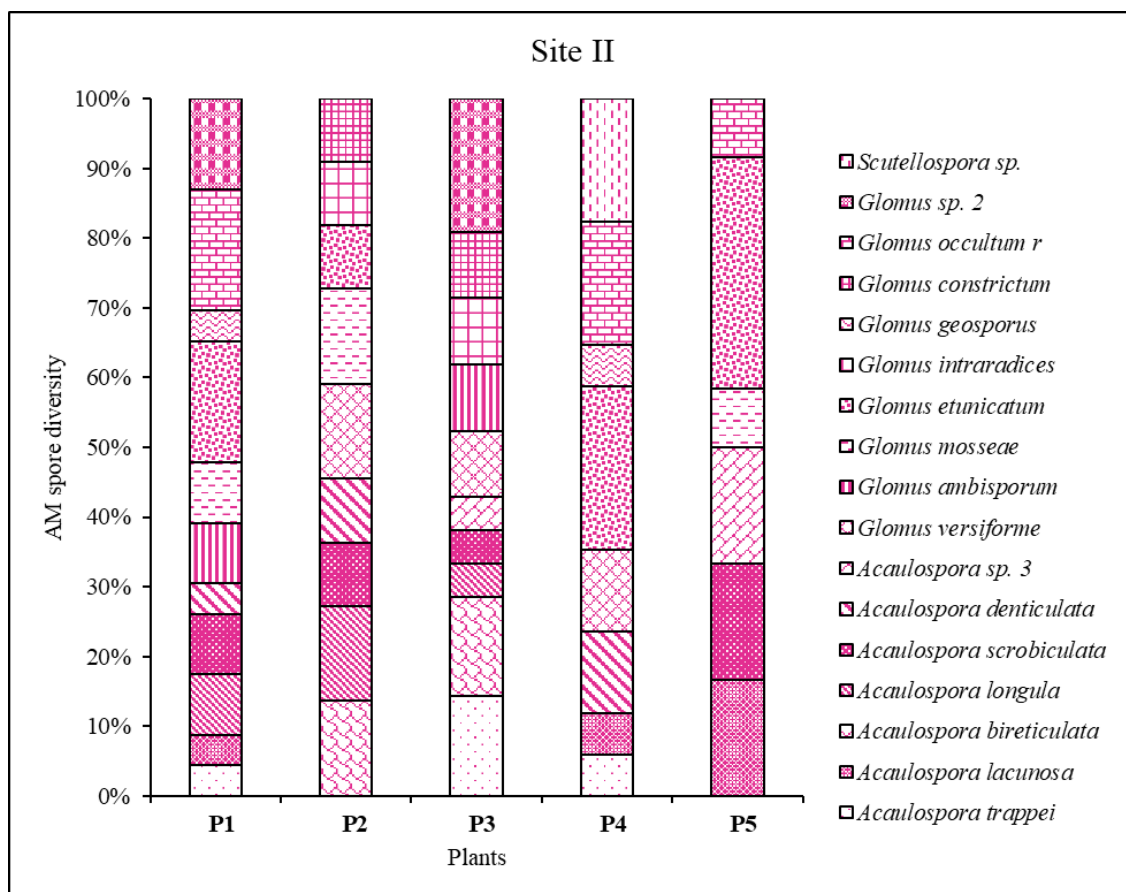 Site II
100%
90%
80%
70%
60%
50%
40%
30%
20%
10%
0%
AM spore diversity
P1 P2 P3 P4 P5
Plants
Scutellospora sp.
Glomus sp. 2
Glomus occultum r
Glomus constrictum
Glomus geosporus
Glomus intraradices
Glomus etunicatum
Glomus mosseae
Glomus ambisporum
Glomus versiforme
Acaulospora sp. 3
Acaulospora denticulata
Acaulospora scrobiculata
Acaulospora longula
Acaulospora bireticulata
Acaulospora lacunosa
Acaulospora trappei